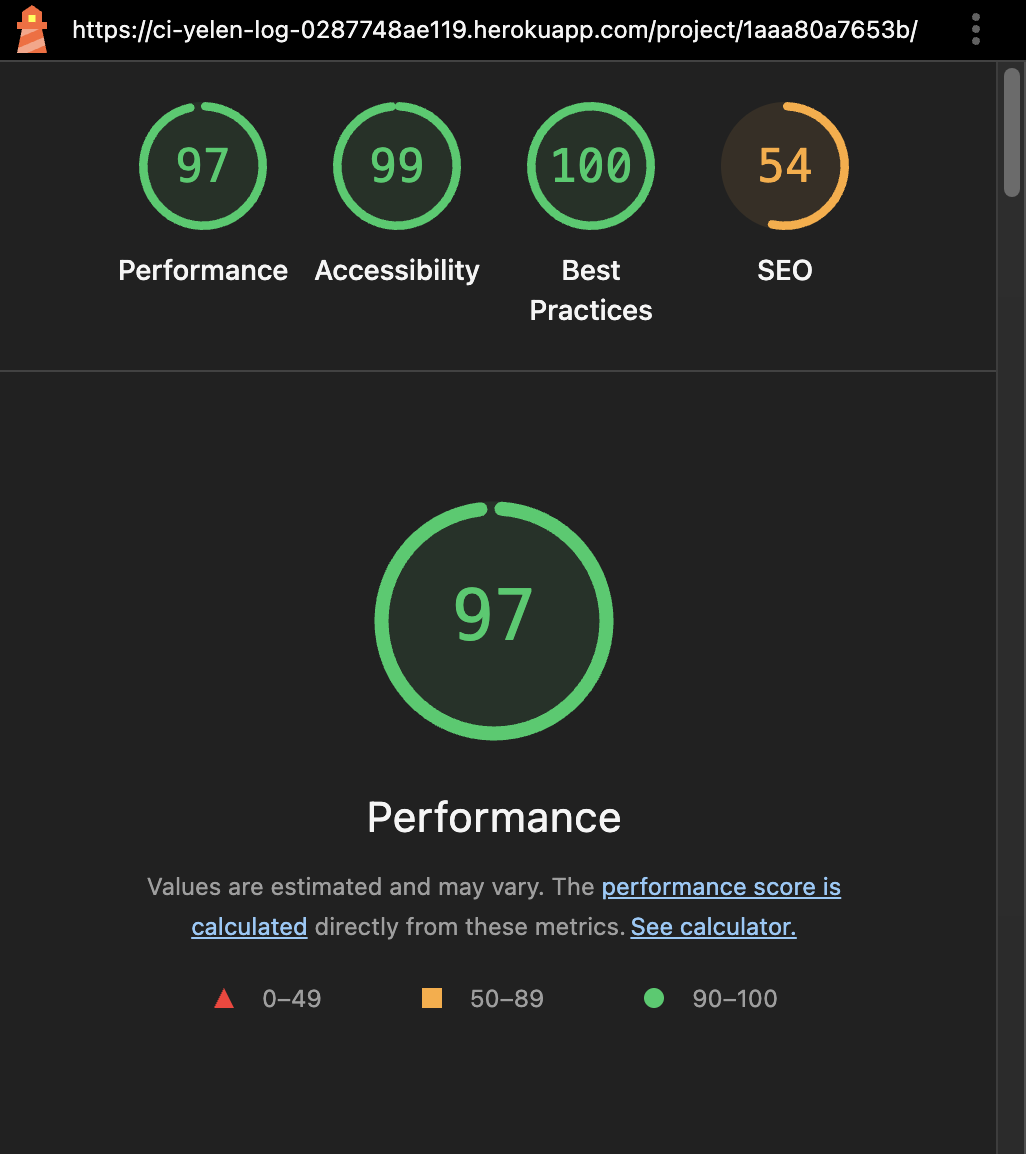 https://ci-yelen-log-0287748ae119.herokuapp.com/project/1aaa80a7653b/
97
99
100
54
Performance
Accessibility
Best
Practices
SEO
97
Performance
Values are estimated and may vary. The performance score is
calculated directly from these metrics. See calculator.
0–49
50–89
90–100